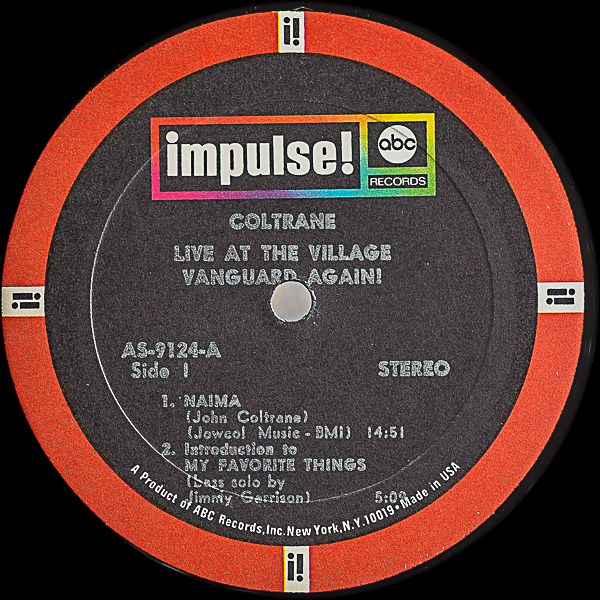 i!
impulse!
abc
RECORDS
COLTRANE
LIVE AT THE VILLAGE
VANGUARD AGAIN!
AS-9124-A
Side 1
STEREO
1. NAIMA
(John Coltrane)
(Jowcol Music - BMI) 14:51
2. Introduction to
MY FAVORITE THINGS
(Bass solo by
Jimmy Garrison)
A Product of ABC Records, Inc. New York, N.Y. 10019 • Made in USA
i!
i!
i!